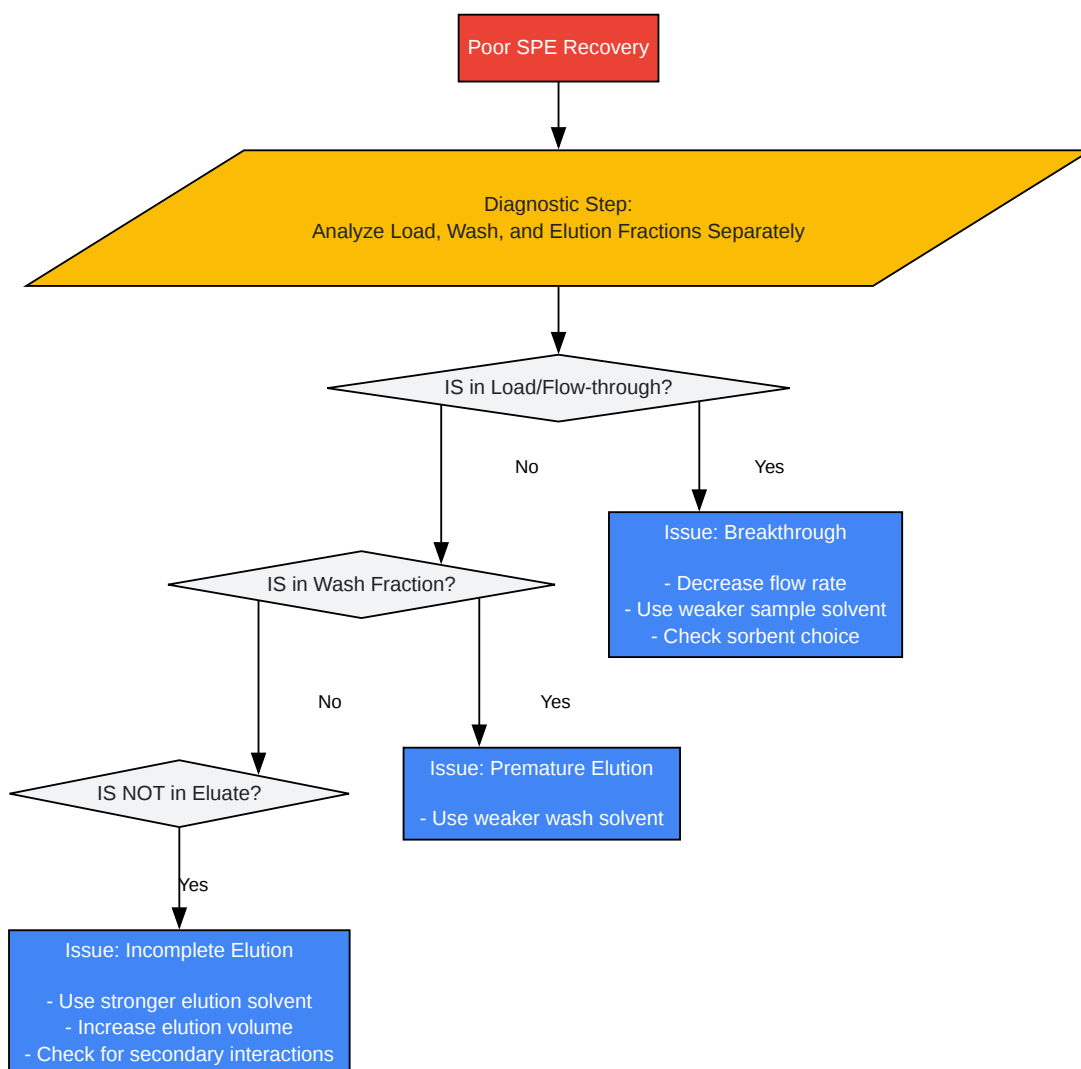 Poor SPE Recovery
Diagnostic Step:
Analyze Load, Wash, and Elution Fractions Separately
IS in Load/Flow-through?
No
Yes
Issue: Breakthrough
- Decrease flow rate
- Use weaker sample solvent
- Check sorbent choice
IS in Wash Fraction?
No
Yes
Issue: Premature Elution
- Use weaker wash solvent
IS NOT in Eluate?
Yes
Issue: Incomplete Elution
- Use stronger elution solvent
- Increase elution volume
- Check for secondary interactions